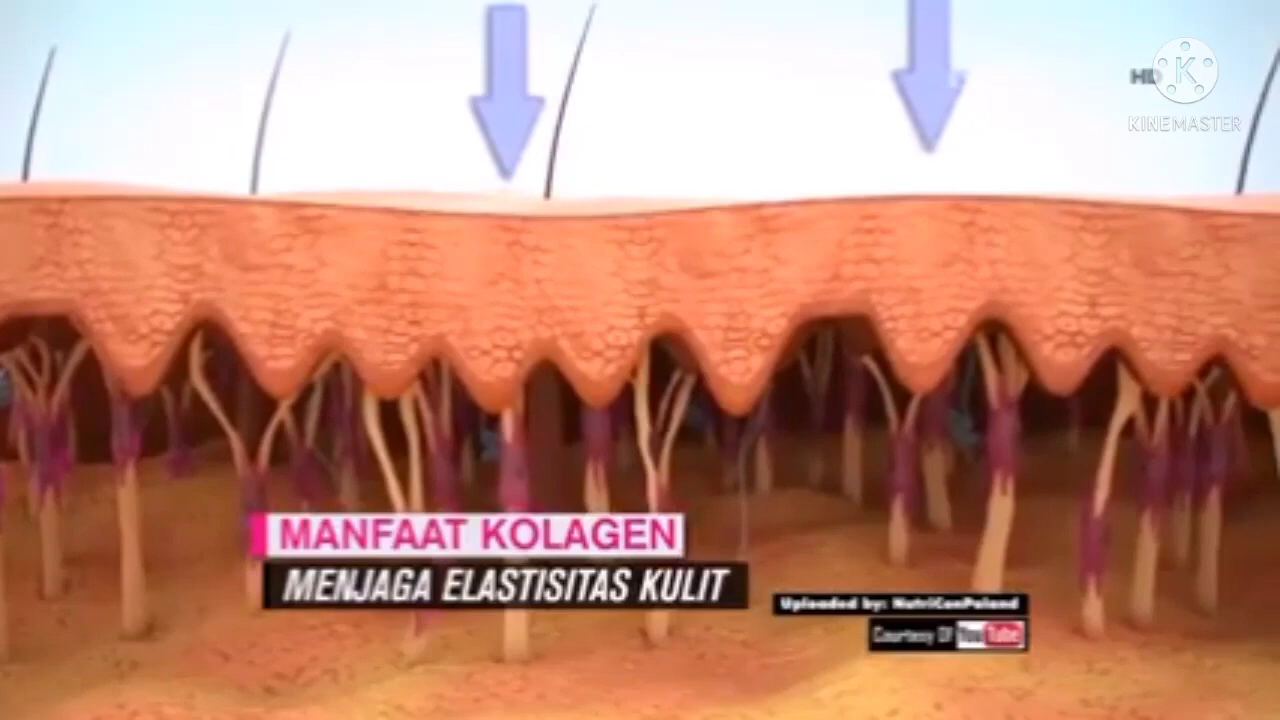 HD
KINEMASTER
MANFAAT KOLAGEN
MENJAGA ELASTISITAS KULIT
Uploaded by: NutriConPoland
Courtesy Of YouTube